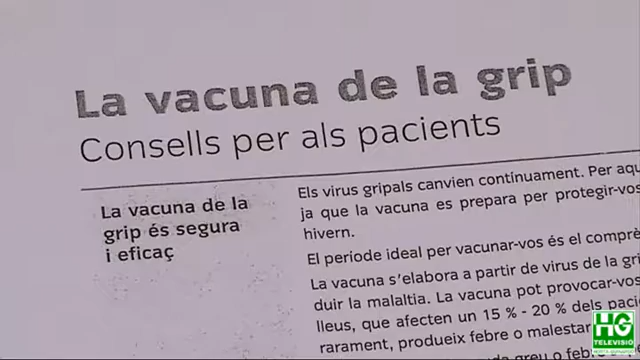 La vacuna de la grip
Consells per als pacients
La vacuna de la
grip és segura
i eficaç
Els virus gripals canvien contínuament. Per aqu
ja que la vacuna es prepara per protegir-vos
hivern.
El periode ideal per vacunar-vos és el comprè
La vacuna s'elabora a partir de virus de la gri
duir la malaltia. La vacuna pot provocar-vos
lleus, que afecten un 15 % - 20 % dels pacie
rarament, produeix febre o malestar
greu o febre
HG
TELEVISIÓ